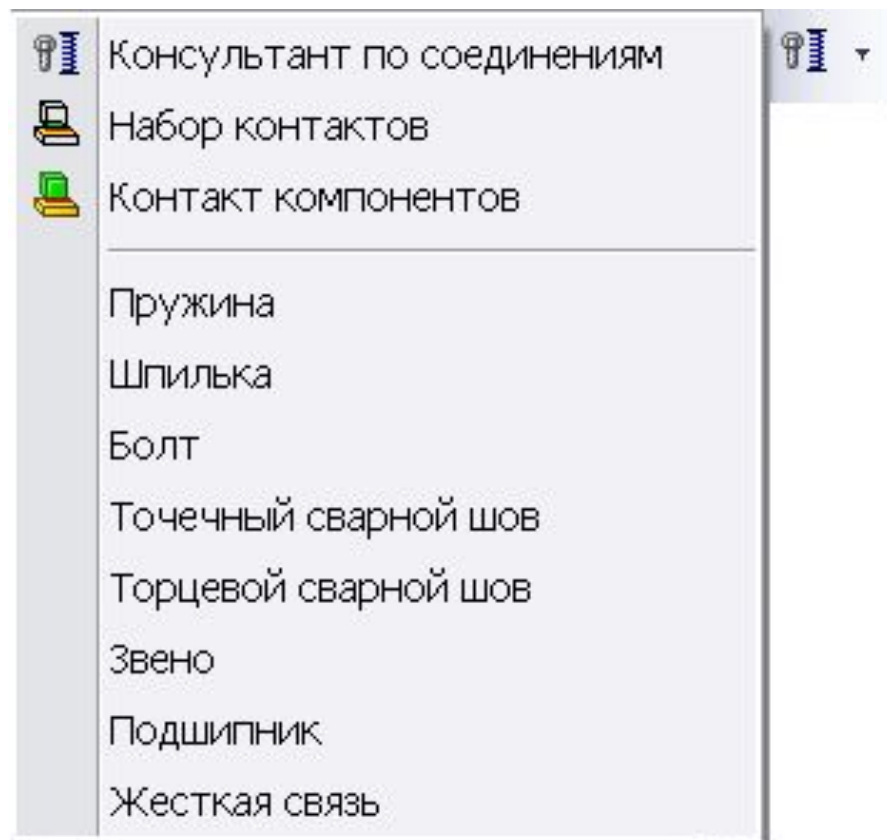 Консультант по соединениям
Набор контактов
Контакт компонентов
Пружина
Шпилька
Болт
Точечный сварной шов
Торцевой сварной шов
Звено
Подшипник
Жесткая связь